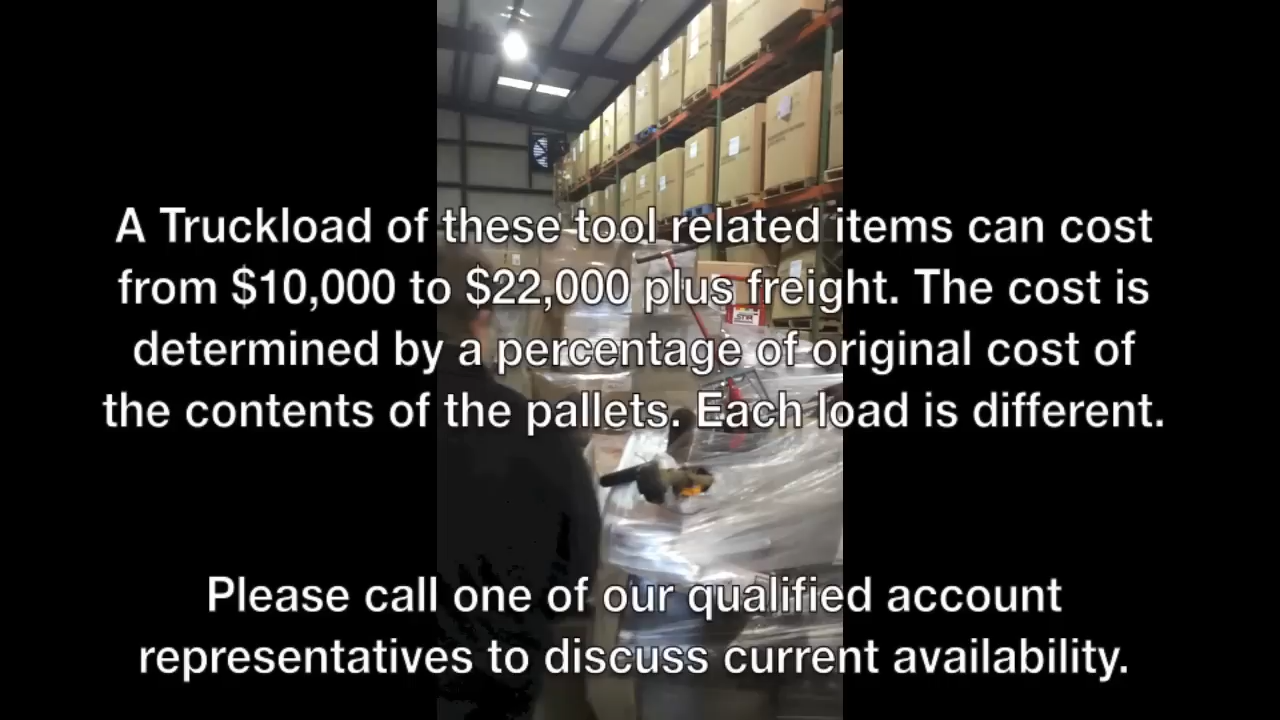 A Truckload of these tool related items can cost
from $10,000 to $22,000 plus freight. The cost is
determined by a percentage of original cost of
the contents of the pallets. Each load is different.
Please call one of our qualified account
representatives to discuss current availability.